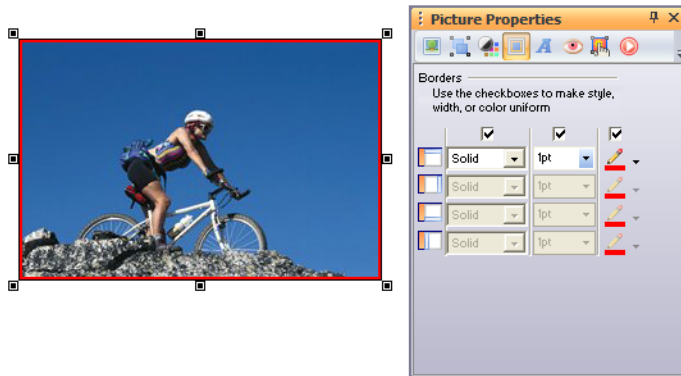 Picture Properties
A
Borders
Use the checkboxes to make style,
width, or color uniform
Solid 1pt
Solid 1pt
Solid 1pt
Solid 1pt